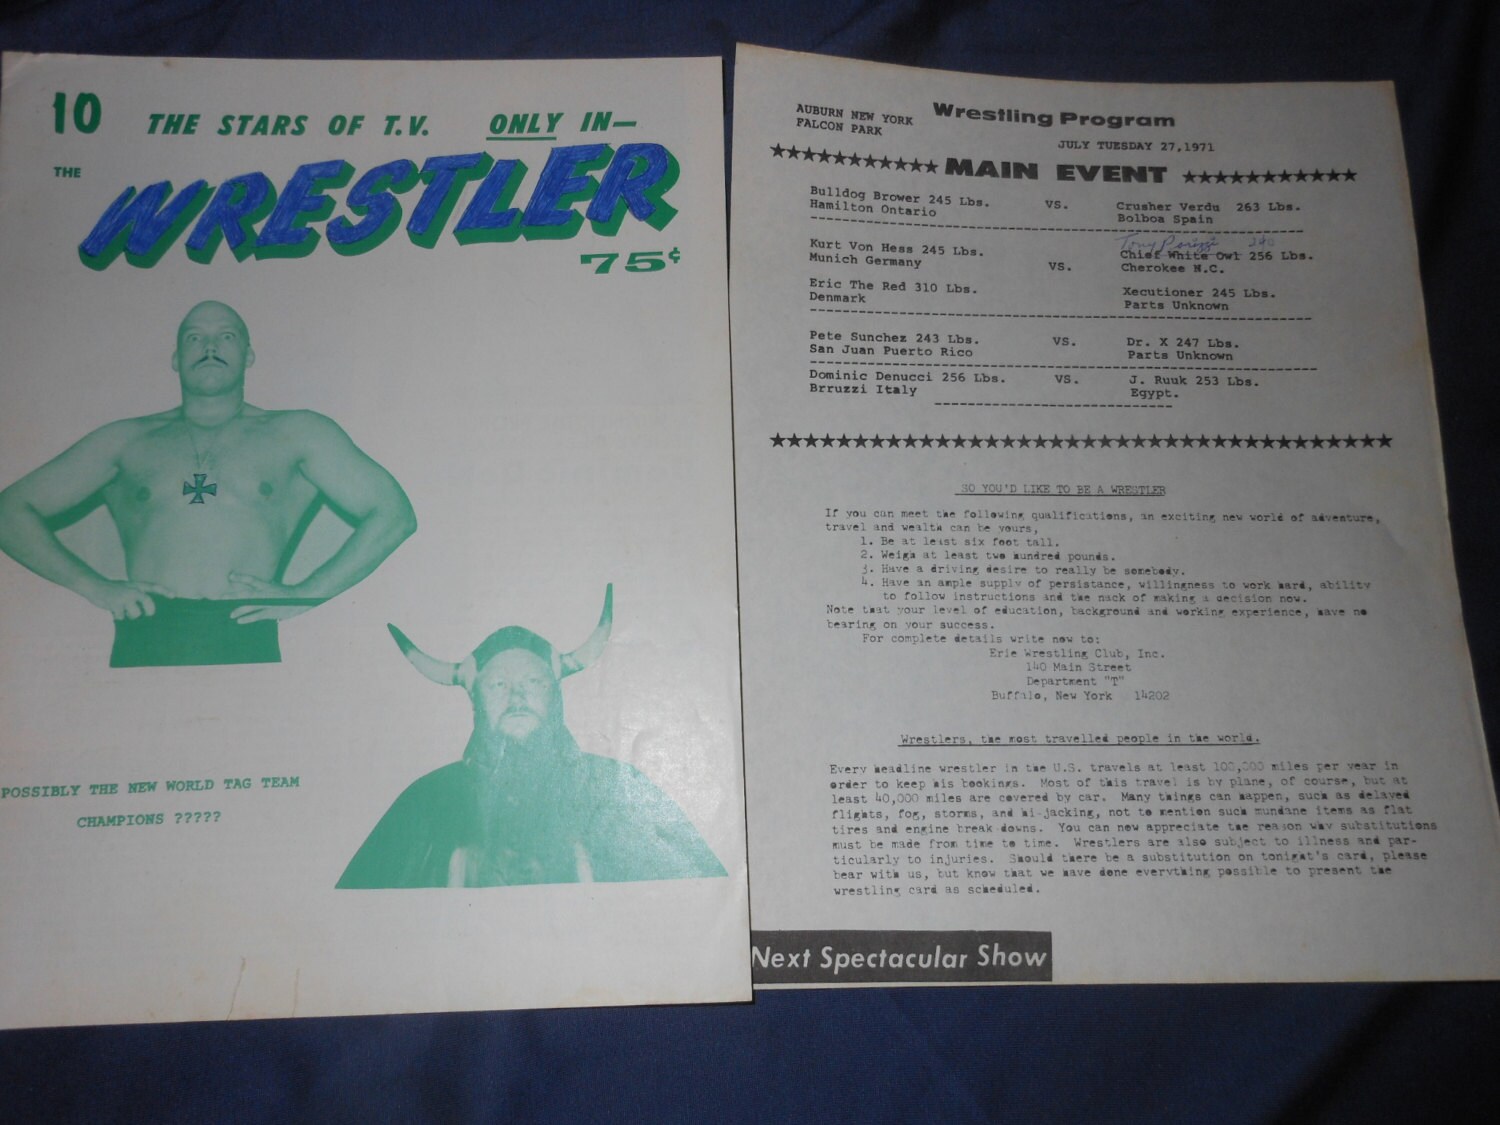 10 THE STARS OF T.V. ONLY IN—
THE WRESTLER
75¢
POSSIBLY THE NEW WORLD TAG TEAM
CHAMPIONS ?????
AUBURN NEW YORK
FALCON PARK
Wrestling Program
JULY TUESDAY 27,1971
★★★★★★★★★★★ MAIN EVENT ★★★★★★★★★★★
Bulldog Brower 245 Lbs. VS. Crusher Verdu 263 Lbs.
Hamilton Ontario Bolboa Spain
Tony 240
Kurt Von Hess 245 Lbs. Chief White Owl 256 Lbs.
Munich Germany VS. Cherokee N.C.
Eric The Red 310 Lbs. Xecutioner 245 Lbs.
Denmark Parts Unknown
Pete Sunchez 243 Lbs. VS. Dr. X 247 Lbs.
San Juan Puerto Rico Parts Unknown
Dominic Denucci 256 Lbs. VS. J. Ruuk 253 Lbs.
Brruzzi Italy Egypt.
SO YOU'D LIKE TO BE A WRESTLER
If you can meet the following qualifications, an exciting new world of adventure,
travel and wealth can be yours,
1. Be at least six foot tall.
2. Weigh at least two hundred pounds.
3. Have a driving desire to really be somebody.
4. Have an ample supply of persistance, willingness to work hard, ability
to follow instructions and the nack of making a decision now.
Note that your level of education, background and working experience, have no
bearing on your success.
For complete details write now to:
Erie Wrestling Club, Inc.
140 Main Street
Department "T"
Buffalo, New York 14202
Wrestlers, the most travelled people in the world.
Every headline wrestler in the U.S. travels at least 100,000 miles per year in
order to keep his bookings. Most of this travel is by plane, of course, but at
least 40,000 miles are covered by car. Many things can happen, such as delayed
flights, fog, storms, and hi-jacking, not to mention such mundane items as flat
tires and engine break downs. You can now appreciate the reason why substitutions
must be made from time to time. Wrestlers are also subject to illness and par-
ticularly to injuries. Should there be a substitution on tonight's card, please
bear with us, but know that we have done everything possible to present the
wrestling card as scheduled.
Next Spectacular Show